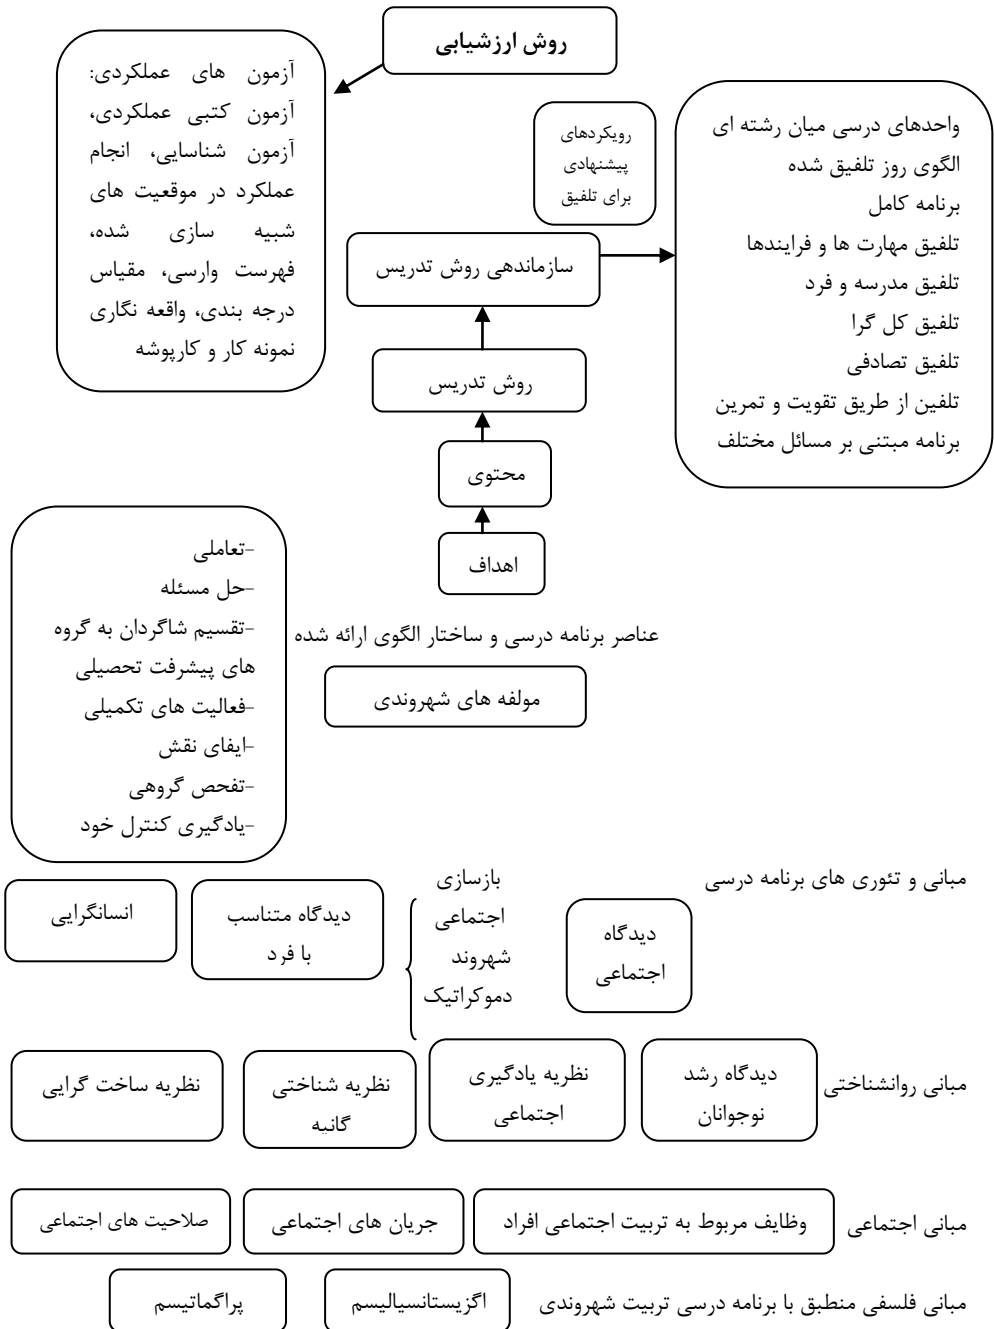 روش ارزشیابی
آزمون های عملکردی:
آزمون کتبی عملکردی،
آزمون شناسایی، انجام
عملکرد در موقعیت های
شبیه سازی شده،
فهرست وارسی، مقیاس
درجه بندی، واقعه نگاری
نمونه کار و کارپوشه
رویکردهای
پیشنهادی
برای تلفیق
واحدهای درسی میان رشته ای
الگوی روز تلفیق شده
برنامه کامل
تلفیق مهارت ها و فرایندها
تلفیق مدرسه و فرد
تلفیق کل گرا
تلفیق تصادفی
تلفین از طریق تقویت و تمرین
برنامه مبتنی بر مسائل مختلف
سازماندهی روش تدریس
روش تدریس
محتوی
اهداف
-تعاملی
-حل مسئله
-تقسیم شاگردان به گروه
های پیشرفت تحصیلی
-فعالیت های تکمیلی
-ایفای نقش
-تفحص گروهی
-یادگیری کنترل خود
عناصر برنامه درسی و ساختار الگوی ارائه شده
مولفه های شهروندی
مبانی و تئوری های برنامه درسی
دیدگاه
اجتماعی
بازسازی
اجتماعی
شهروند
دموکراتیک
دیدگاه متناسب
با فرد
انسانگرایی
مبانی روانشناختی
دیدگاه رشد
نوجوانان
نظریه یادگیری
اجتماعی
نظریه شناختی
گانیه
نظریه ساخت گرایی
مبانی اجتماعی
وظایف مربوط به تربیت اجتماعی افراد
جریان های اجتماعی
صلاحیت های اجتماعی
مبانی فلسفی منطبق با برنامه درسی تربیت شهروندی
اگزیستانسیالیسم
پراگماتیسم